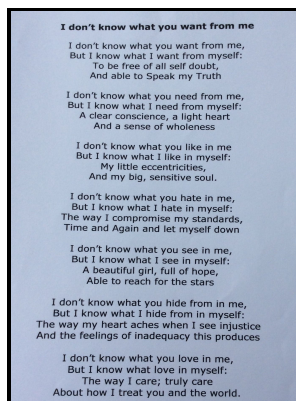 I don't know what you want from me
I don't know what you want from me,
But I know what I want from myself:
To be free of all self doubt,
And able to Speak my Truth
I don't know what you need from me,
But I know what I need from myself:
A clear conscience, a light heart
And a sense of wholeness
I don't know what you like in me
But I know what I like in myself:
My little eccentricities,
And my big, sensitive soul.
I don't know what you hate in me,
But I know what I hate in myself:
The way I compromise my standards,
Time and Again and let myself down
I don't know what you see in me,
But I know what I see in myself:
A beautiful girl, full of hope,
Able to reach for the stars
I don't know what you hide from in me,
But I know what I hide from in myself:
The way my heart aches when I see injustice
And the feelings of inadequacy this produces
I don't know what you love in me,
But I know what love in myself:
The way I care; truly care
About how I treat you and the world.